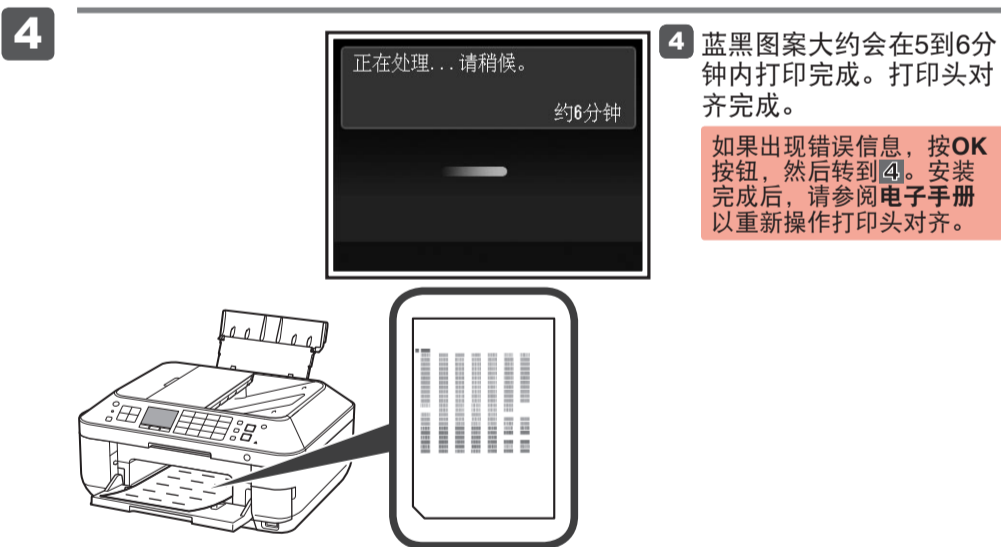 4
正在处理...请稍候。
约6分钟
4 蓝黑图案大约会在5到6分
钟内打印完成。打印头对
齐完成。
如果出现错误信息，按OK
按钮，然后转到4。安装
完成后，请参阅电子手册
以重新操作打印头对齐。